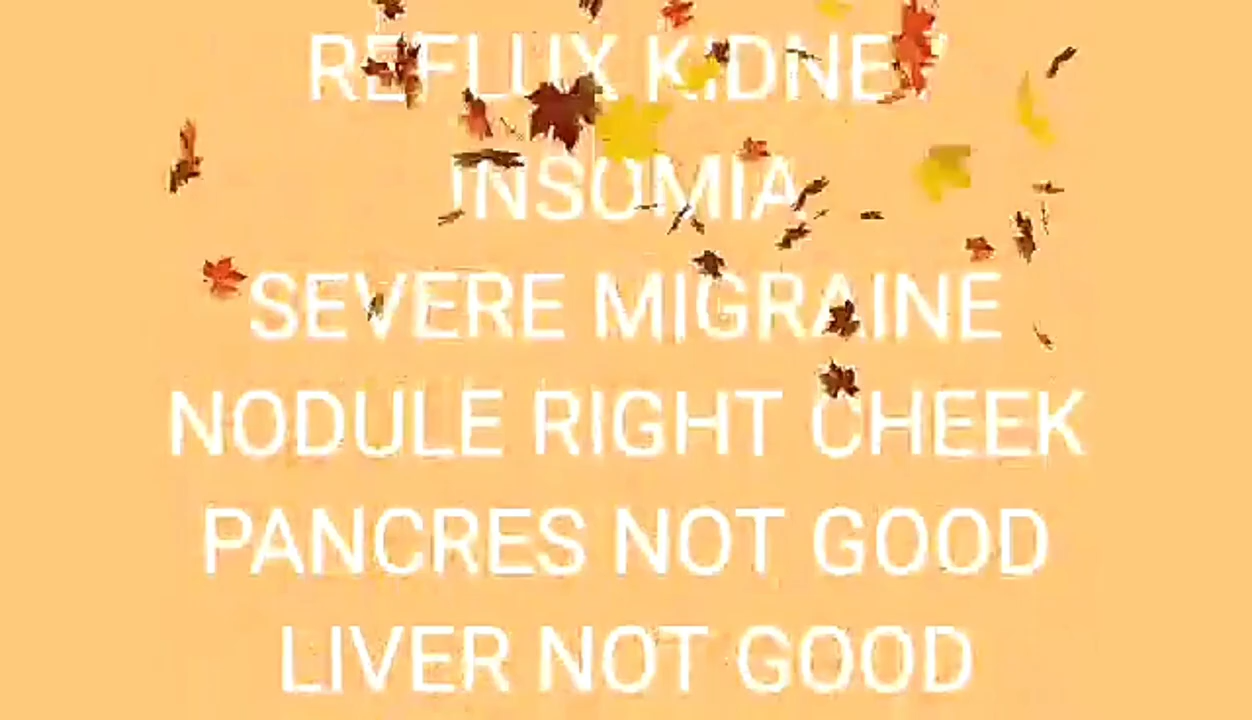 REFLUX KIDNEY
INSOMIA
SEVERE MIGRAINE
NODULE RIGHT CHEEK
PANCRES NOT GOOD
LIVER NOT GOOD